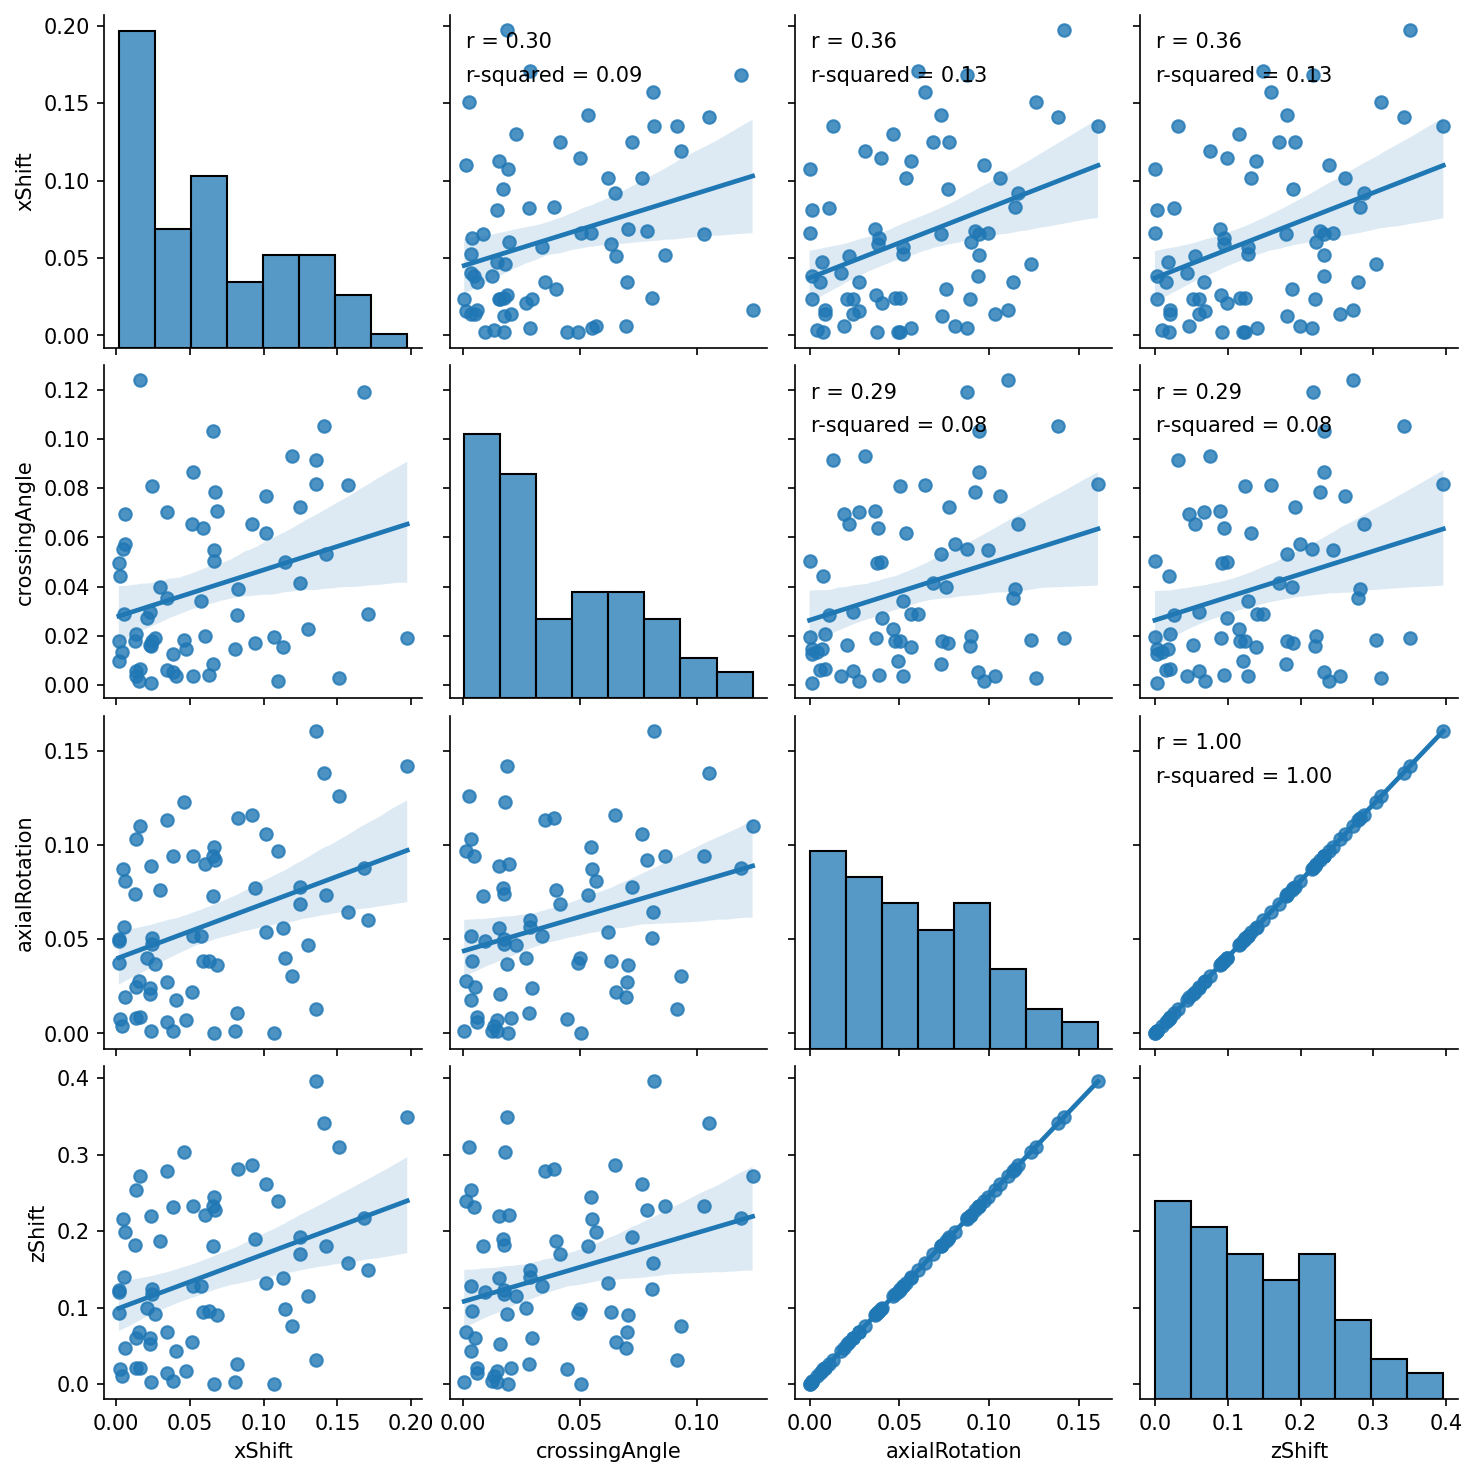 0.20
0.15
0.10
0.05
0.00
xShift
r = 0.30
r-squared = 0.09
r = 0.36
r-squared = 0.13
r = 0.36
r-squared = 0.13
0.12
0.10
0.08
0.06
0.04
0.02
0.00
crossingAngle
r = 0.29
r-squared = 0.08
r = 0.29
r-squared = 0.08
0.15
0.10
0.05
0.00
axialRotation
r = 1.00
r-squared = 1.00
0.4
0.3
0.2
0.1
0.0
zShift
0.00 0.05 0.10 0.15 0.20
xShift
0.00 0.05 0.10
crossingAngle
0.00 0.05 0.10 0.15
axialRotation
0.0 0.1 0.2 0.3 0.4
zShift